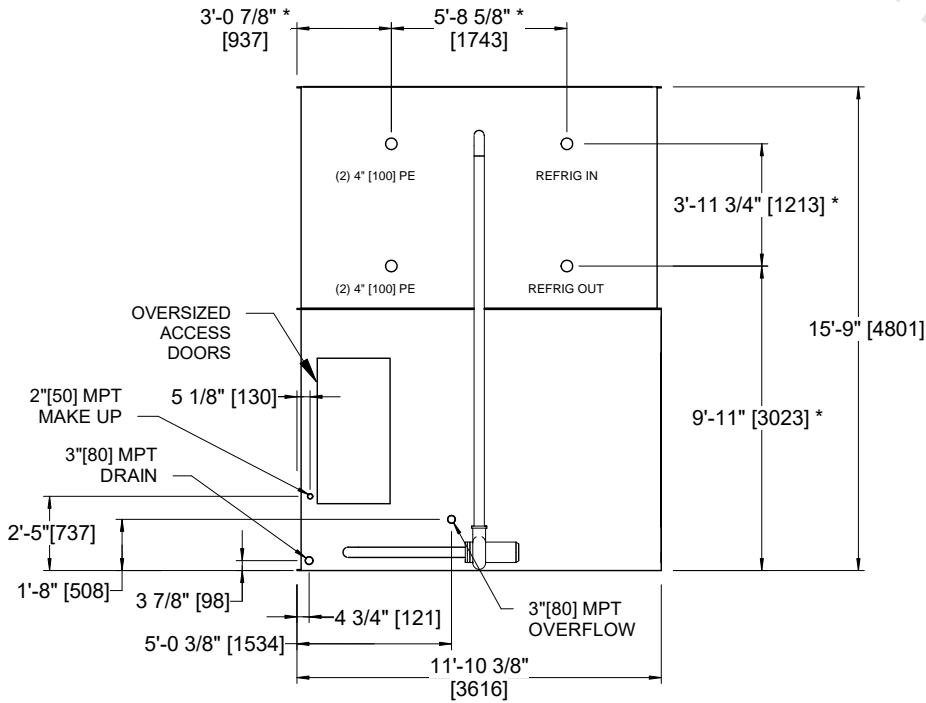 3'-0 7/8" *
[937]
5'-8 5/8" *
[1743]
(2) 4" [100] PE
REFRIG IN
3'-11 3/4" [1213] *
(2) 4" [100] PE
REFRIG OUT
OVERSIZED
ACCESS
DOORS
15'-9" [4801]
5 1/8" [130]
2"[50] MPT
MAKE UP
9'-11" [3023] *
3"[80] MPT
DRAIN
2'-5"[737]
1'-8" [508]
3 7/8" [98]
4 3/4" [121]
3"[80] MPT
OVERFLOW
5'-0 3/8" [1534]
11'-10 3/8"
[3616]